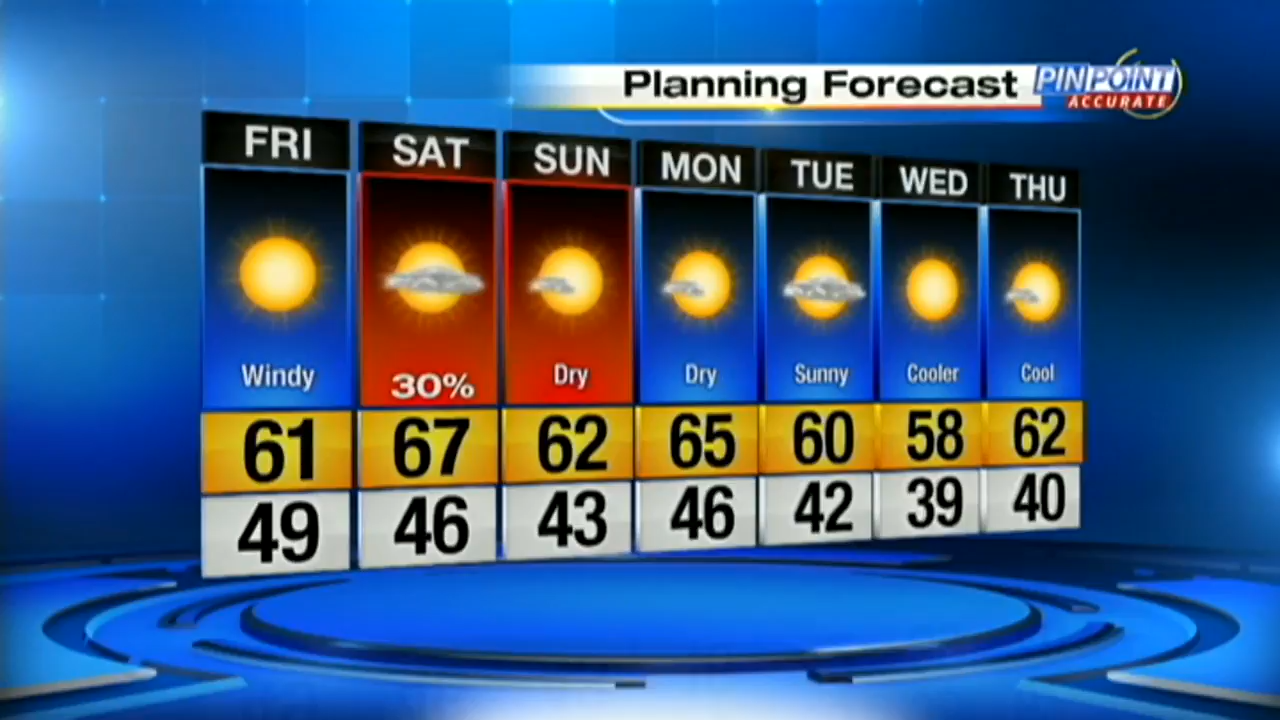 Planning Forecast
PINPOINT
ACCURATE
FRI SAT SUN MON TUE WED THU
Windy 30% Dry Dry Sunny Cooler Cool
61 67 62 65 60 58 62
49 46 43 46 42 39 40